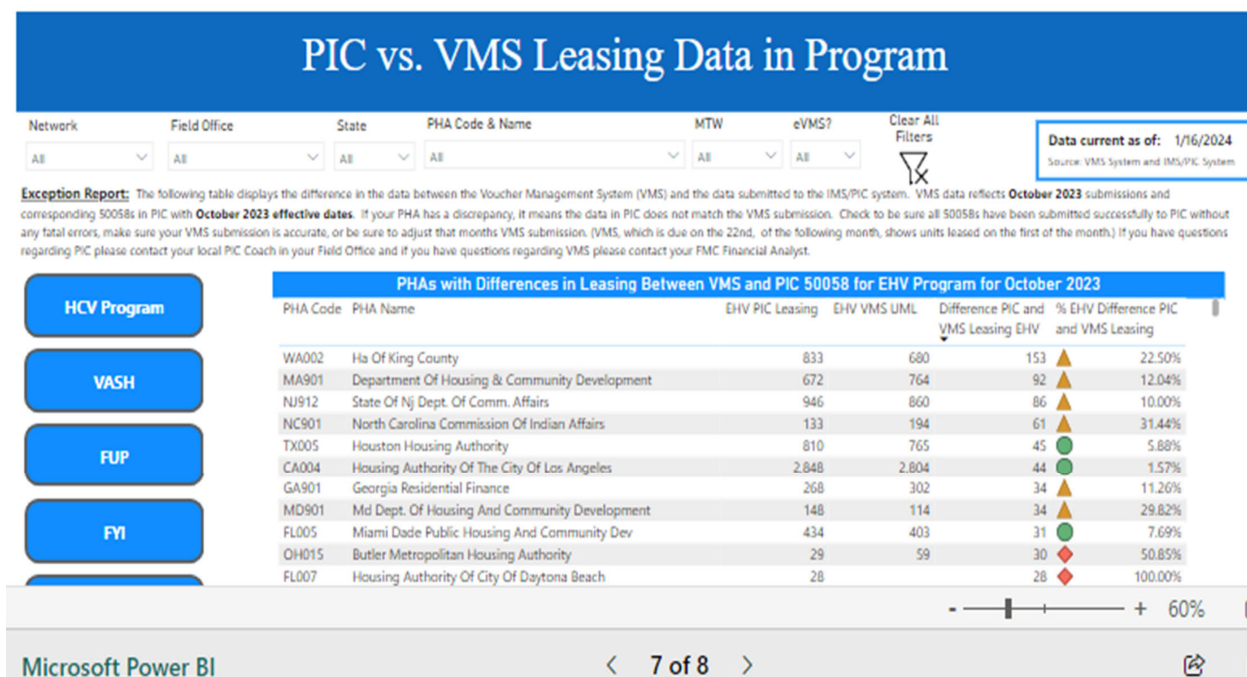 PIC vs. VMS Leasing Data in Program
Network Field Office State PHA Code & Name MTW eVMS? Clear All Filters
All All All All All All
Data current as of: 1/16/2024
Source: VMS System and IMS/PIC System
Exception Report: The following table displays the difference in the data between the Voucher Management System (VMS) and the data submitted to the IMS/PIC system. VMS data reflects October 2023 submissions and
corresponding 50058s in PIC with October 2023 effective dates. If your PHA has a discrepancy, it means the data in PIC does not match the VMS submission. Check to be sure all 50058s have been submitted successfully to PIC without
any fatal errors, make sure your VMS submission is accurate, or be sure to adjust that months VMS submission. (VMS, which is due on the 22nd, of the following month, shows units leased on the first of the month.) If you have questions
regarding PIC please contact your local PIC Coach in your Field Office and if you have questions regarding VMS please contact your FMC Financial Analyst.
HCV Program
VASH
FUP
FYI
PHAs with Differences in Leasing Between VMS and PIC 50058 for EHV Program for October 2023
PHA Code PHA Name EHV PIC Leasing EHV VMS UML Difference PIC and VMS Leasing EHV % EHV Difference PIC and VMS Leasing
WA002 Ha Of King County 833 680 153 22.50%
MA901 Department Of Housing & Community Development 672 764 92 12.04%
NJ912 State Of Nj Dept. Of Comm. Affairs 946 860 86 10.00%
NC901 North Carolina Commission Of Indian Affairs 133 194 61 31.44%
TX005 Houston Housing Authority 810 765 45 5.88%
CA004 Housing Authority Of The City Of Los Angeles 2,848 2,804 44 1.57%
GA901 Georgia Residential Finance 268 302 34 11.26%
MD901 Md Dept. Of Housing And Community Development 148 114 34 29.82%
FL005 Miami Dade Public Housing And Community Dev 434 403 31 7.69%
OH015 Butler Metropolitan Housing Authority 29 59 30 50.85%
FL007 Housing Authority Of City Of Daytona Beach 28 28 100.00%
- + 60%
Microsoft Power BI < 7 of 8 >